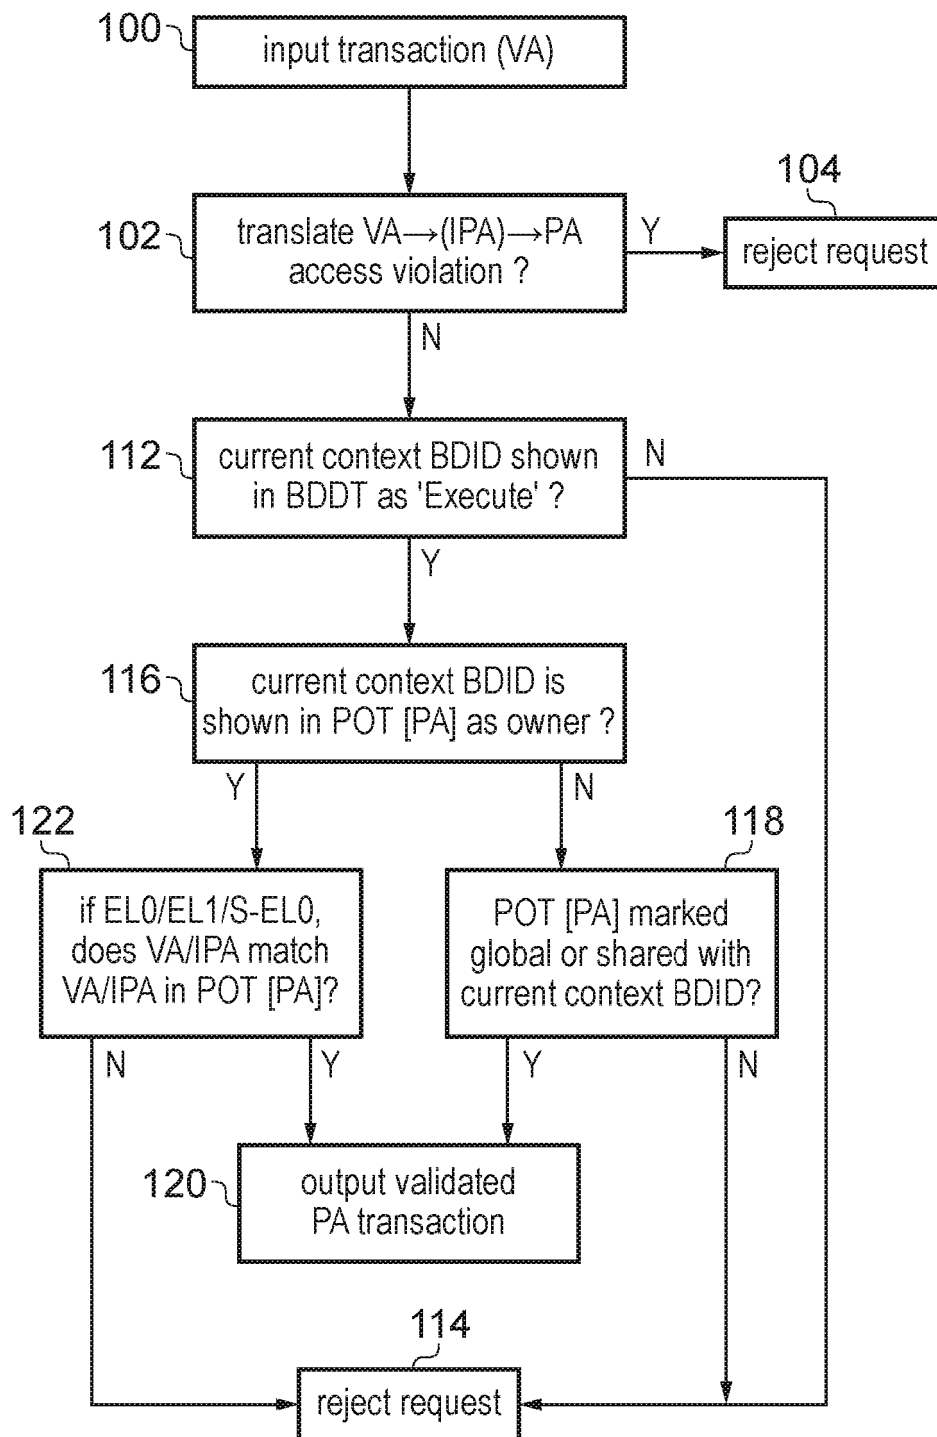 100
input transaction (VA)
104
102
translate VA→(IPA)→PA
access violation ?
Y
reject request
N
112
current context BDID shown
in BDDT as 'Execute' ?
N
Y
116
current context BDID is
shown in POT [PA] as owner ?
Y
N
122
118
if EL0/EL1/S-EL0,
does VA/IPA match
VA/IPA in POT [PA]?
POT [PA] marked
global or shared with
current context BDID?
N
Y
Y
N
120
output validated
PA transaction
114
reject request